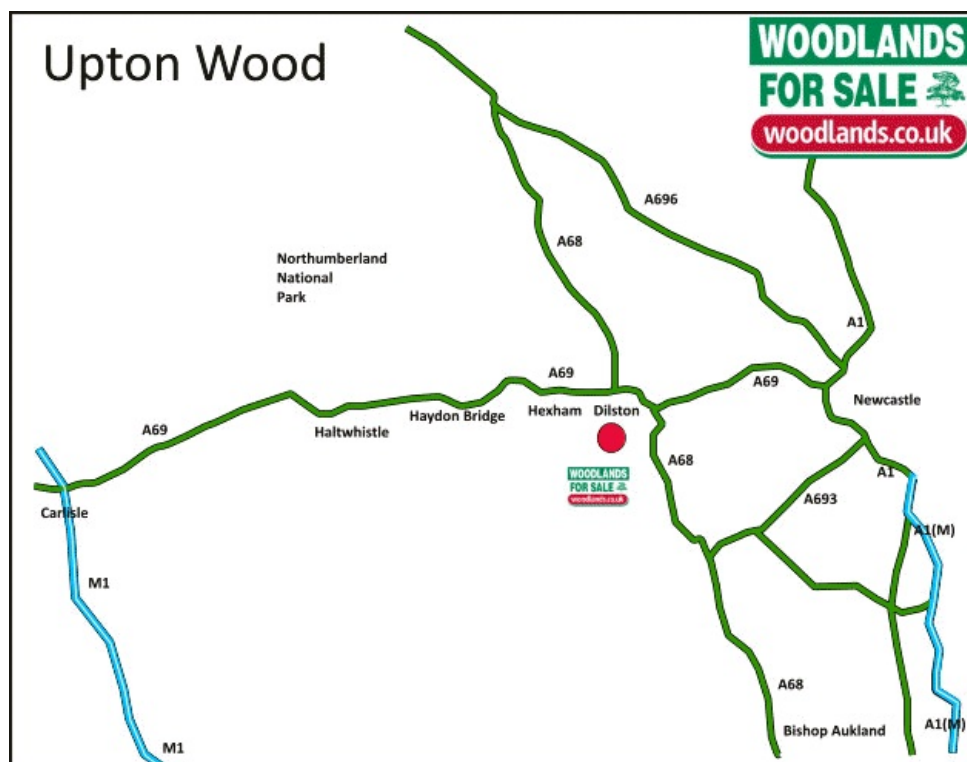 Upton Wood
WOODLANDS
FOR SALE
woodlands.co.uk
A696
A68
Northumberland
National
Park
A1
A69
A69
Newcastle
Haydon Bridge
Hexham
Dilston
Haltwhistle
A69
A68
WOODLANDS
FOR SALE
woodlands.co.uk
A1
A693
Carlisle
A1(M)
M1
A68
Bishop Aukland
A1(M)
M1